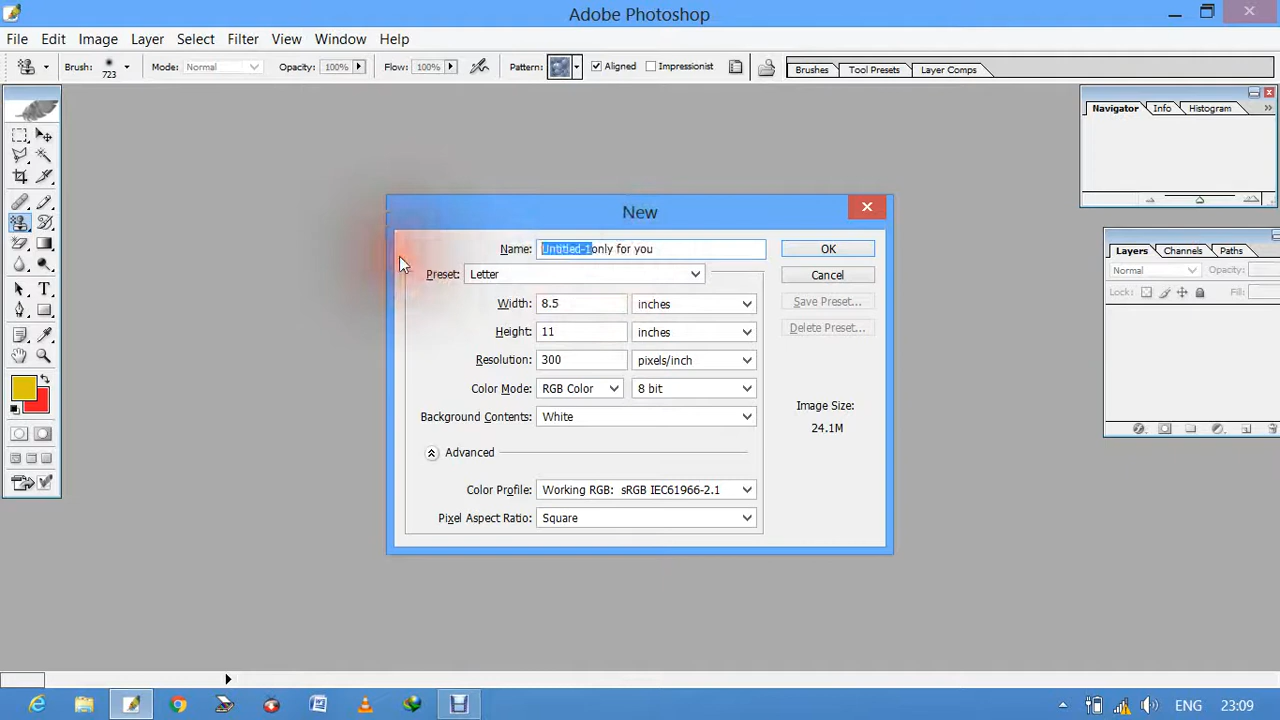 Adobe Photoshop
File Edit Image Layer Select Filter View Window Help
Brush: 723 Mode: Normal Opacity: 100% Flow: 100% Pattern: Aligned Impressionist Brushes Tool Presets Layer Comps
Navigator Info Histogram
New
Name: Untitled-1only for you OK
Preset: Letter Cancel
Width: 8.5 inches Save Preset...
Height: 11 inches Delete Preset...
Resolution: 300 pixels/inch
Color Mode: RGB Color 8 bit
Image Size:
24.1M
Background Contents: White
Advanced
Color Profile: Working RGB: sRGB IEC61966-2.1
Pixel Aspect Ratio: Square
Layers Channels Paths
Normal Opacity:
Lock: Fill:
ENG 23:09